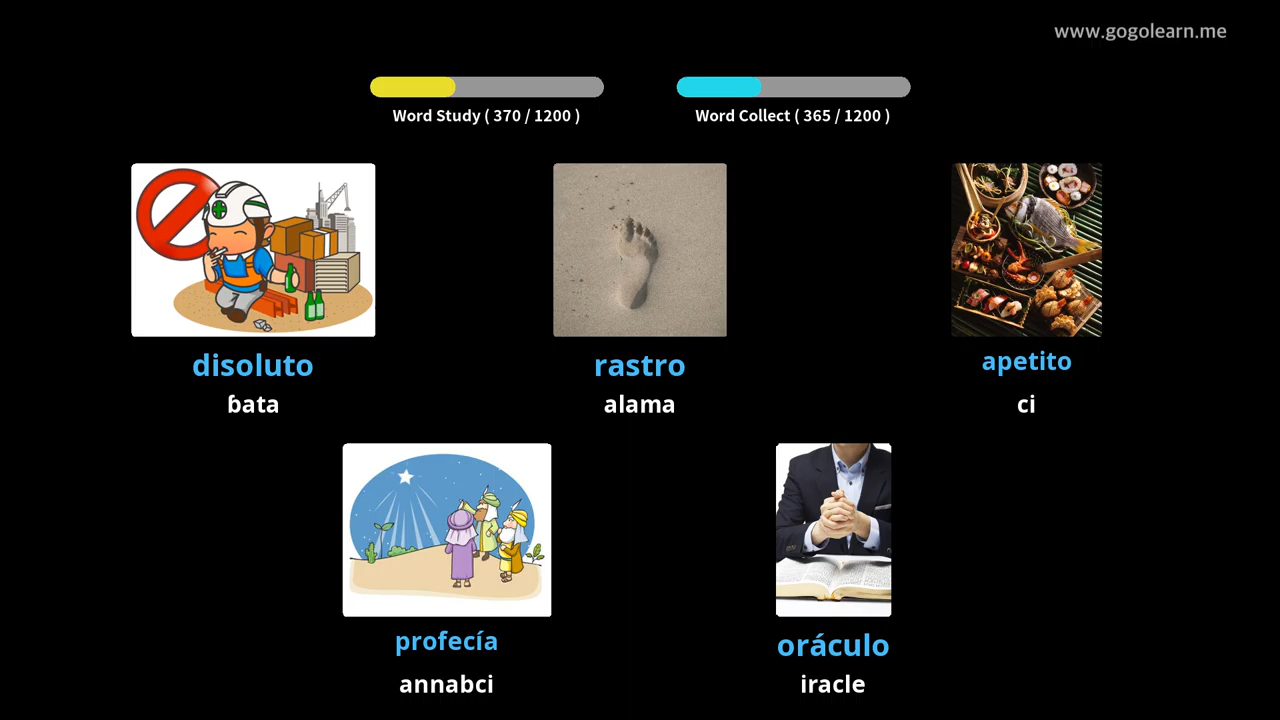 www.gogolearn.me
Word Study ( 370 / 1200 )
Word Collect ( 365 / 1200 )
disoluto
ɓata
rastro
alama
apetito
ci
profecía
annabci
oráculo
iracle